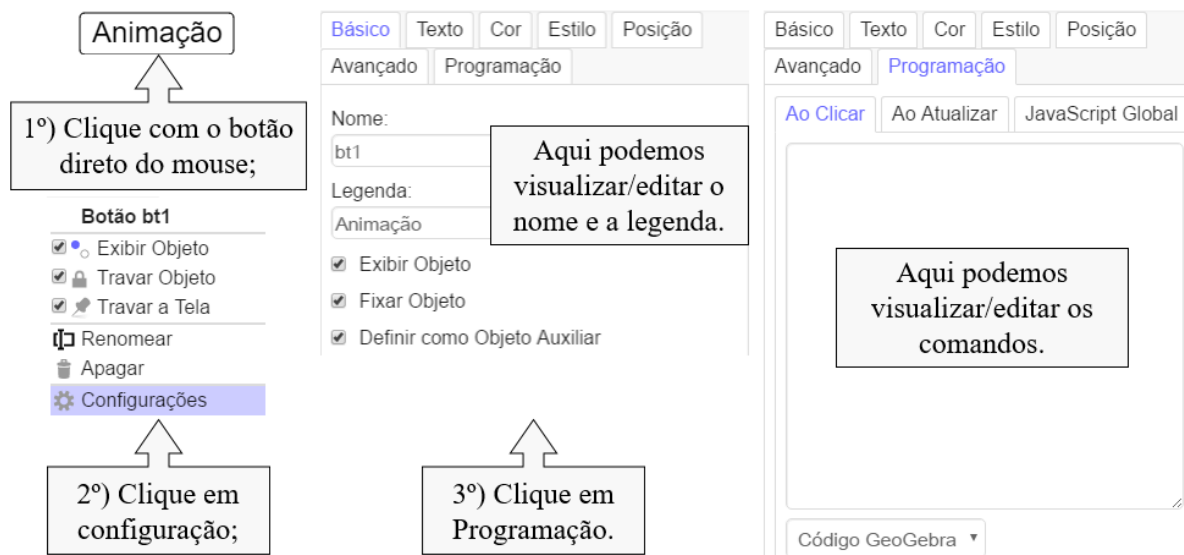 Animação
1º) Clique com o botão
direto do mouse;
Botão bt1
Exibir Objeto
Travar Objeto
Travar a Tela
Renomear
Apagar
Configurações
2º) Clique em
configuração;
Básico Texto Cor Estilo Posição
Avançado Programação
Nome:
bt1
Legenda:
Animação
Aqui podemos
visualizar/editar o
nome e a legenda.
Exibir Objeto
Fixar Objeto
Definir como Objeto Auxiliar
3º) Clique em
Programação.
Básico Texto Cor Estilo Posição
Avançado Programação
Ao Clicar Ao Atualizar JavaScript Global
Aqui podemos
visualizar/editar os
comandos.
Código GeoGebra